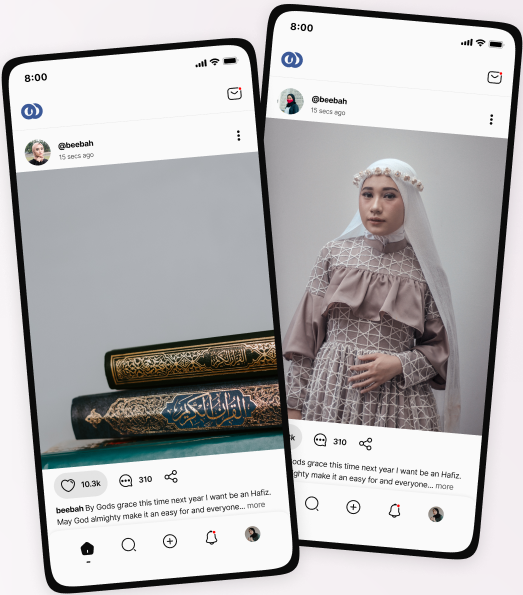 8:00
@beebah
15 secs ago
القرآن الكريم
10.3k
310
beebah By Gods grace this time next year I want be an Hafiz.
May God almighty make it an easy for and everyone... more
8:00
@beebah
15 secs ago
k
310
ods grace this time next year I want be an Hafiz.
ghty make it an easy for and everyone... more